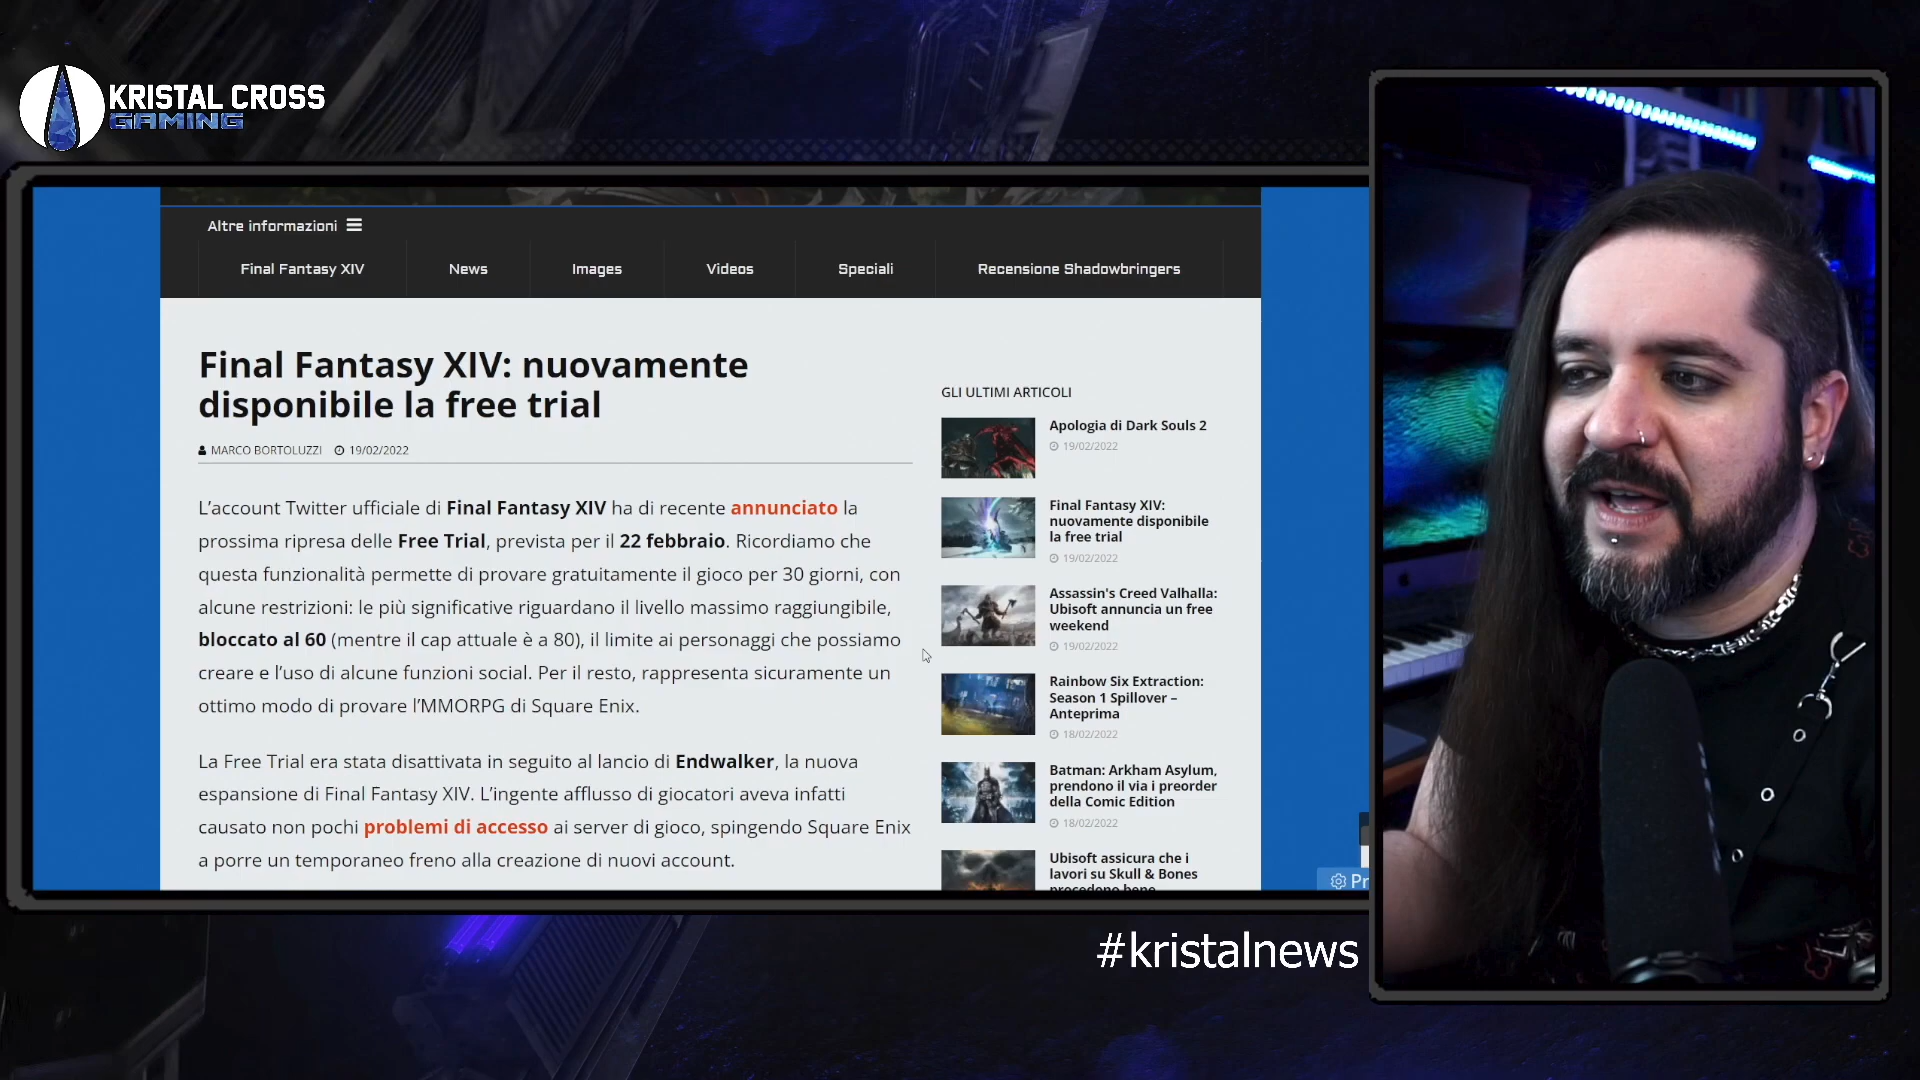 KRISTAL CROSS
GAMING
Altre informazioni
Final Fantasy XIV
News
Images
Videos
Speciali
Recensione Shadowbringers
Final Fantasy XIV: nuovamente
disponibile la free trial
MARCO BORTOLUZZI 19/02/2022
L'account Twitter ufficiale di Final Fantasy XIV ha di recente annunciato la
prossima ripresa delle Free Trial, prevista per il 22 febbraio. Ricordiamo che
questa funzionalità permette di provare gratuitamente il gioco per 30 giorni, con
alcune restrizioni: le più significative riguardano il livello massimo raggiungibile,
bloccato al 60 (mentre il cap attuale è a 80), il limite ai personaggi che possiamo
creare e l'uso di alcune funzioni social. Per il resto, rappresenta sicuramente un
ottimo modo di provare l'MMORPG di Square Enix.
La Free Trial era stata disattivata in seguito al lancio di Endwalker, la nuova
espansione di Final Fantasy XIV. L'ingente afflusso di giocatori aveva infatti
causato non pochi problemi di accesso ai server di gioco, spingendo Square Enix
a porre un temporaneo freno alla creazione di nuovi account.
GLI ULTIMI ARTICOLI
Apologia di Dark Souls 2
19/02/2022
Final Fantasy XIV:
nuovamente disponibile
la free trial
19/02/2022
Assassin's Creed Valhalla:
Ubisoft annuncia un free
weekend
19/02/2022
Rainbow Six Extraction:
Season 1 Spillover –
Anteprima
18/02/2022
Batman: Arkham Asylum,
prendono il via i preorder
della Comic Edition
18/02/2022
Ubisoft assicura che i
lavori su Skull & Bones
procedono bene
Pr
#kristalnews